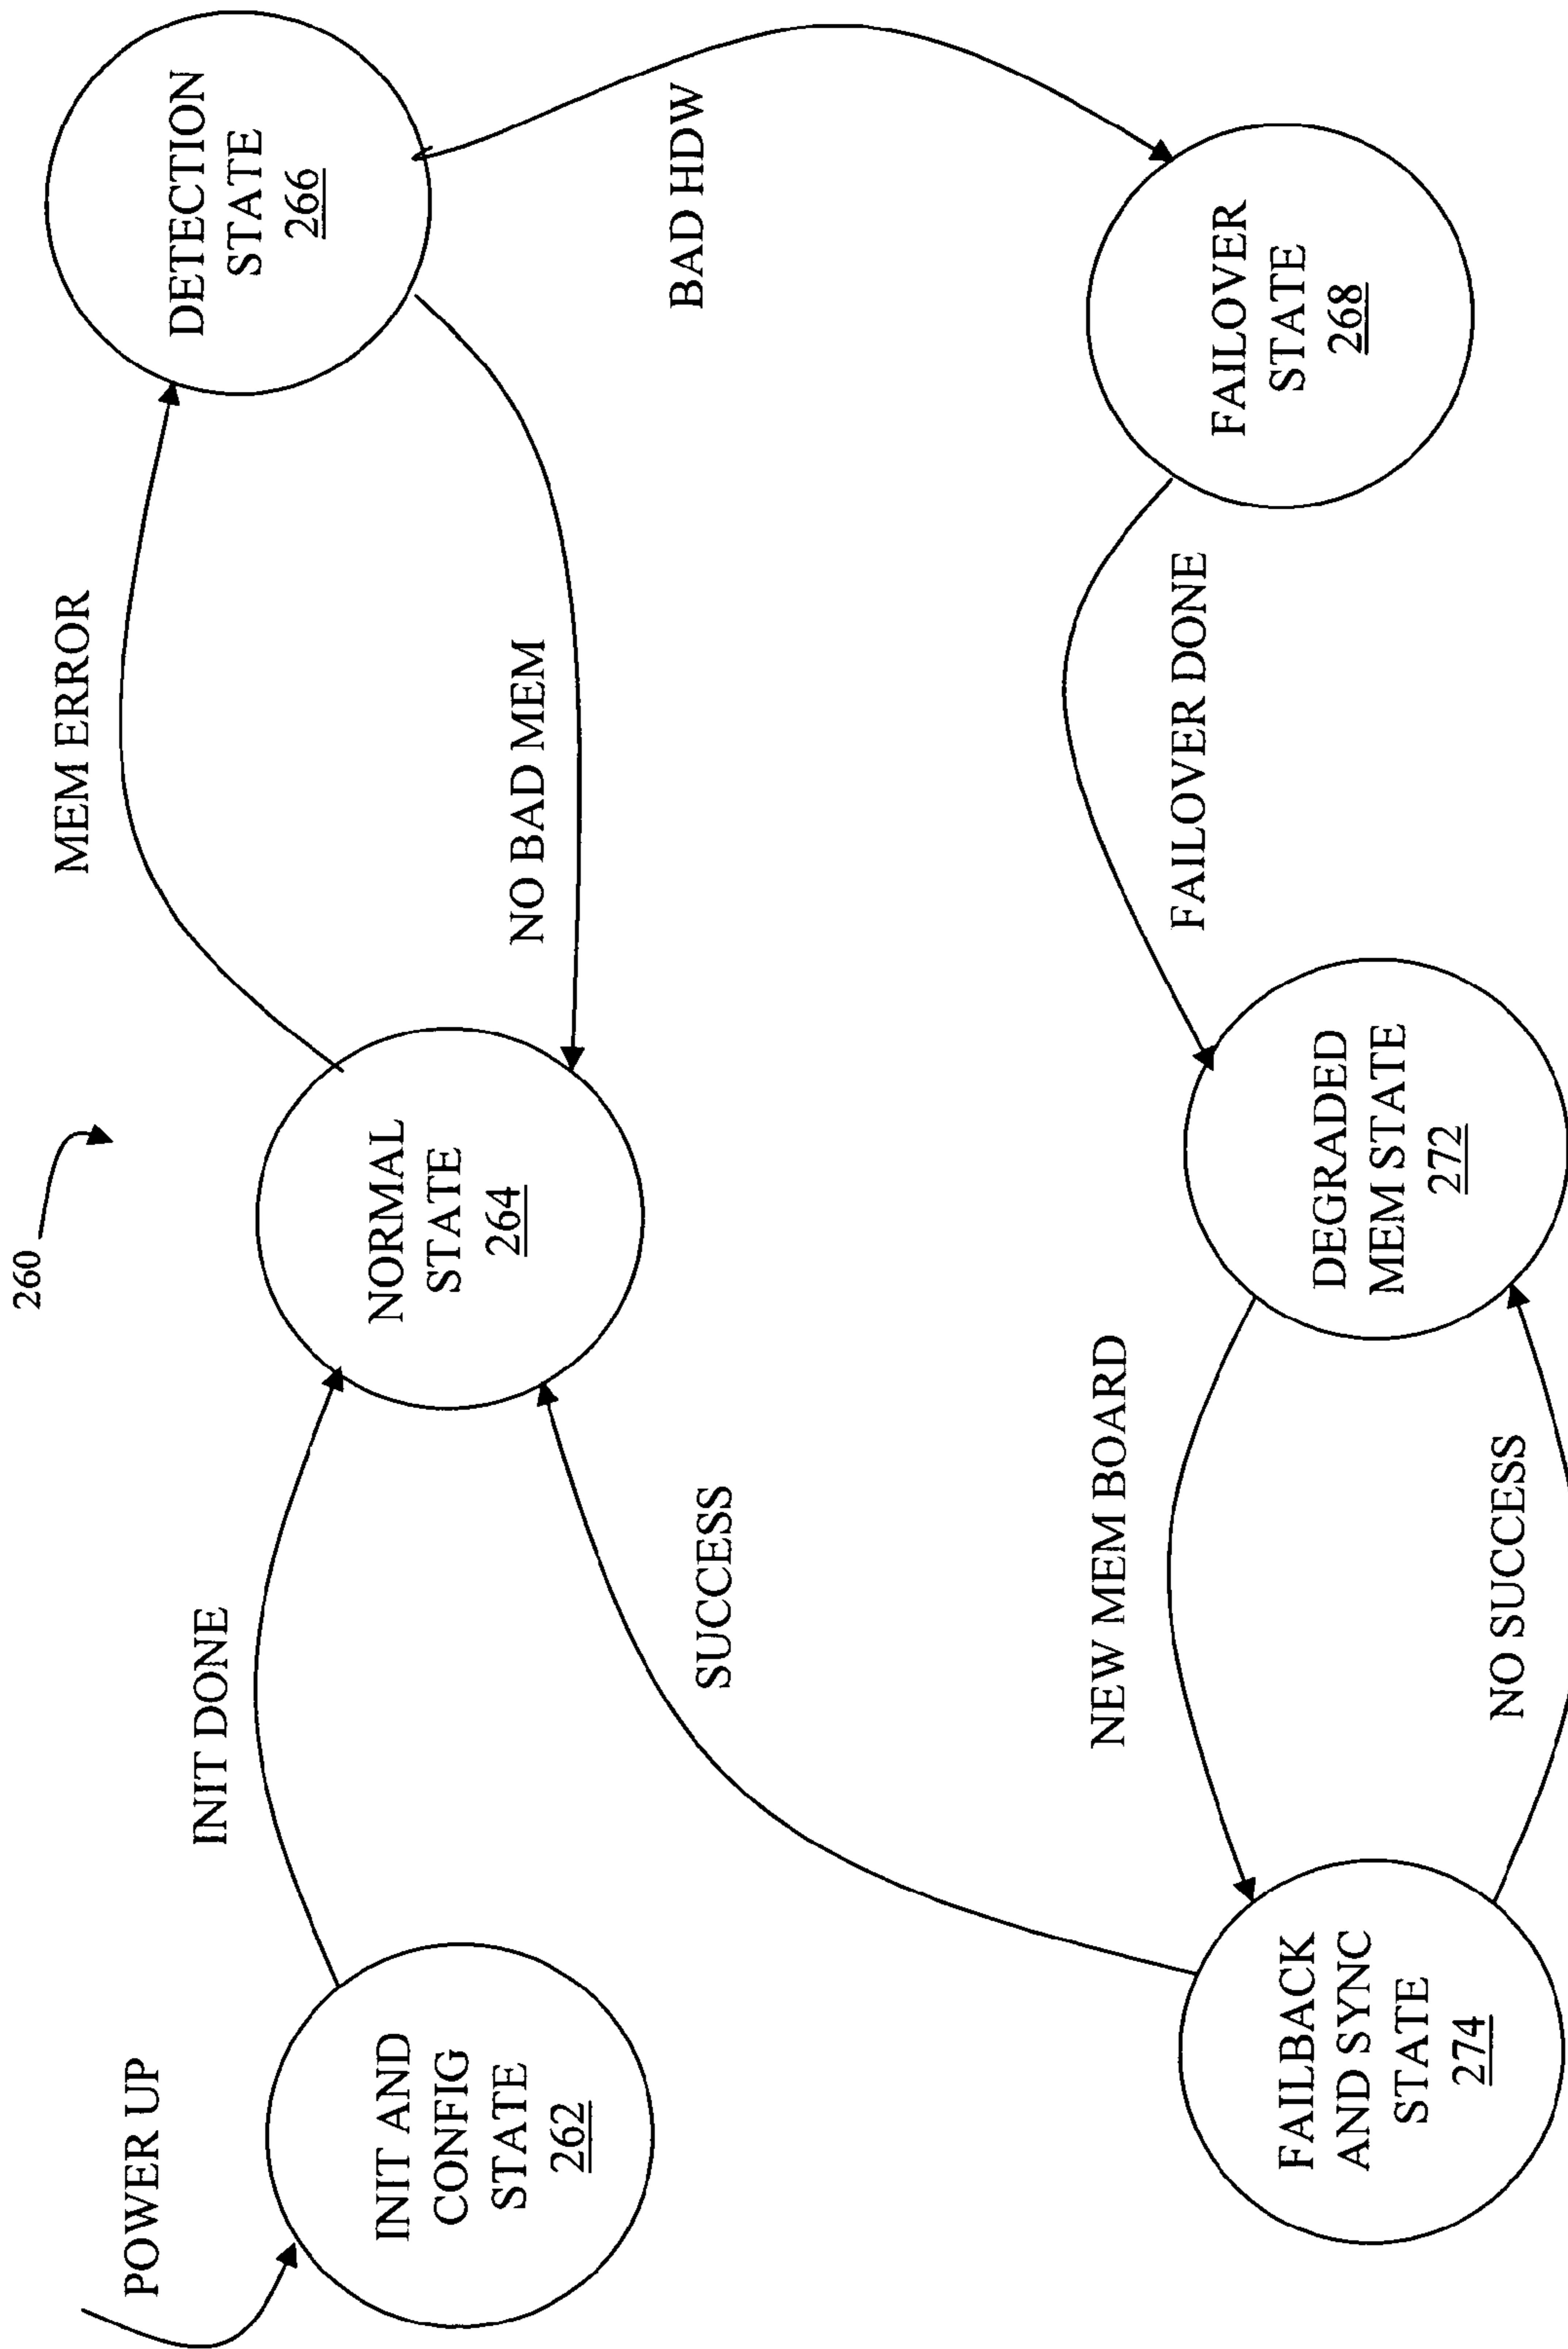 260
POWER UP
INIT AND
CONFIG
STATE
262
INIT DONE
NORMAL
STATE
264
MEM ERROR
DETECTION
STATE
266
NO BAD MEM
BAD HDW
SUCCESS
FAILBACK
AND SYNC
STATE
274
NEW MEM BOARD
NO SUCCESS
DEGRADED
MEM STATE
272
FAILOVER DONE
FAILOVER
STATE
268